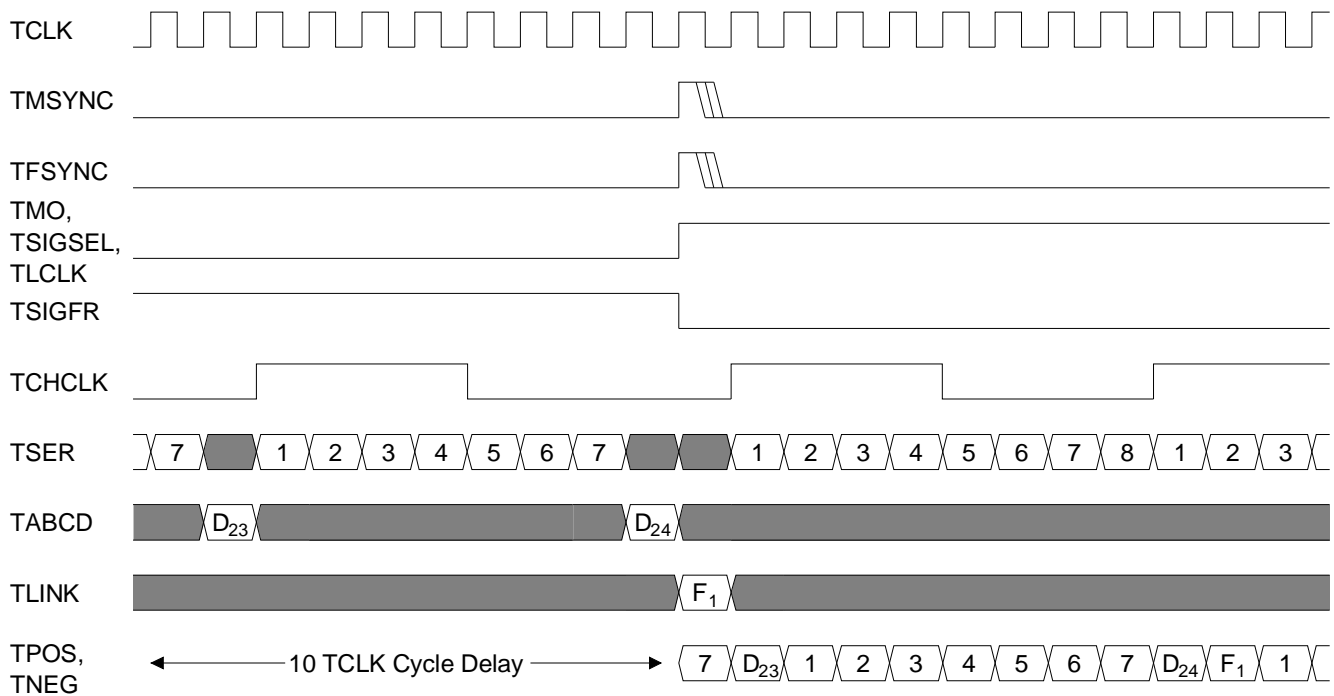 TCLK
TMSYNC
TFSYNC
TMO,
TSIGSEL,
TLCLK
TSIGFR
TCHCLK
TSER 7 1 2 3 4 5 6 7 1 2 3 4 5 6 7 8 1 2 3
TABCD D23 D24
TLINK F1
TPOS,
TNEG 10 TCLK Cycle Delay 7 D23 1 2 3 4 5 6 7 D24 F1 1